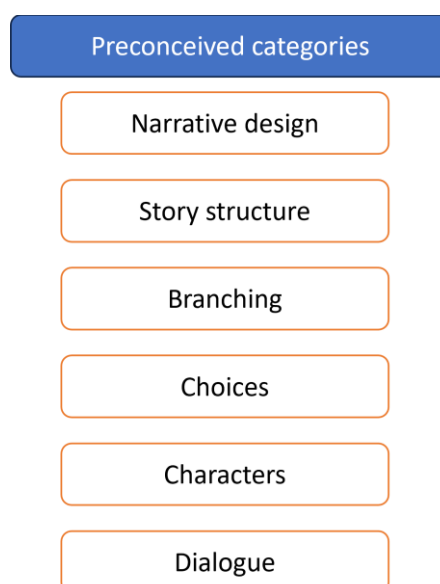 Preconceived categories
Narrative design
Story structure
Branching
Choices
Characters
Dialogue